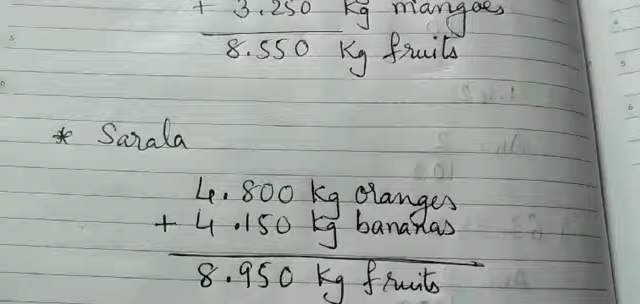 + 3.250 Kg mangoes
8.550 Kg fruits
* Sarala
4.800 Kg oranges
+ 4.150 kg bananas
8.950 Kg fruits